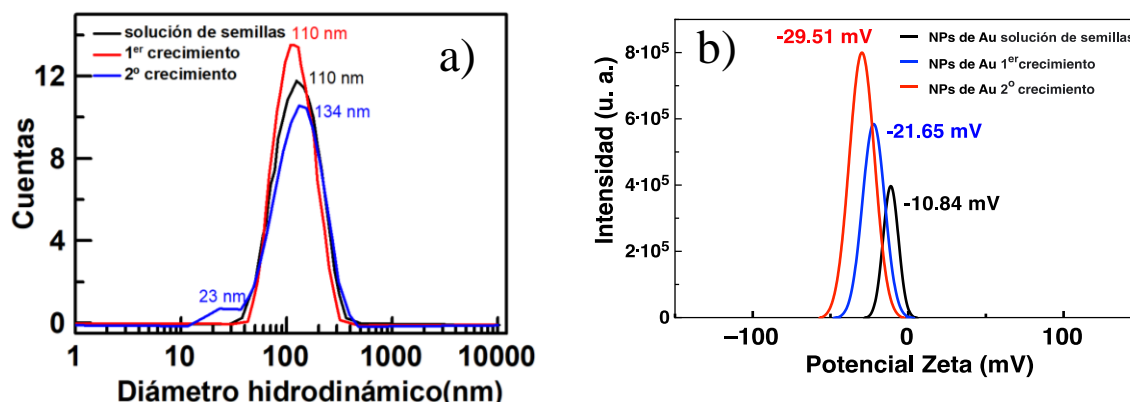 a)
solución de semillas
1er crecimiento
2º crecimiento
110 nm
110 nm
134 nm
23 nm
Cuentas
12
8
4
0
1
10
100
1000
10000
Diámetro hidrodinámico(nm)
b)
-29.51 mV
NPs de Au solución de semillas
NPs de Au 1er crecimiento
NPs de Au 2º crecimiento
-21.65 mV
-10.84 mV
Intensidad (u. a.)
8·10⁵
6·10⁵
4·10⁵
2·10⁵
0
−100
0
100
Potencial Zeta (mV)